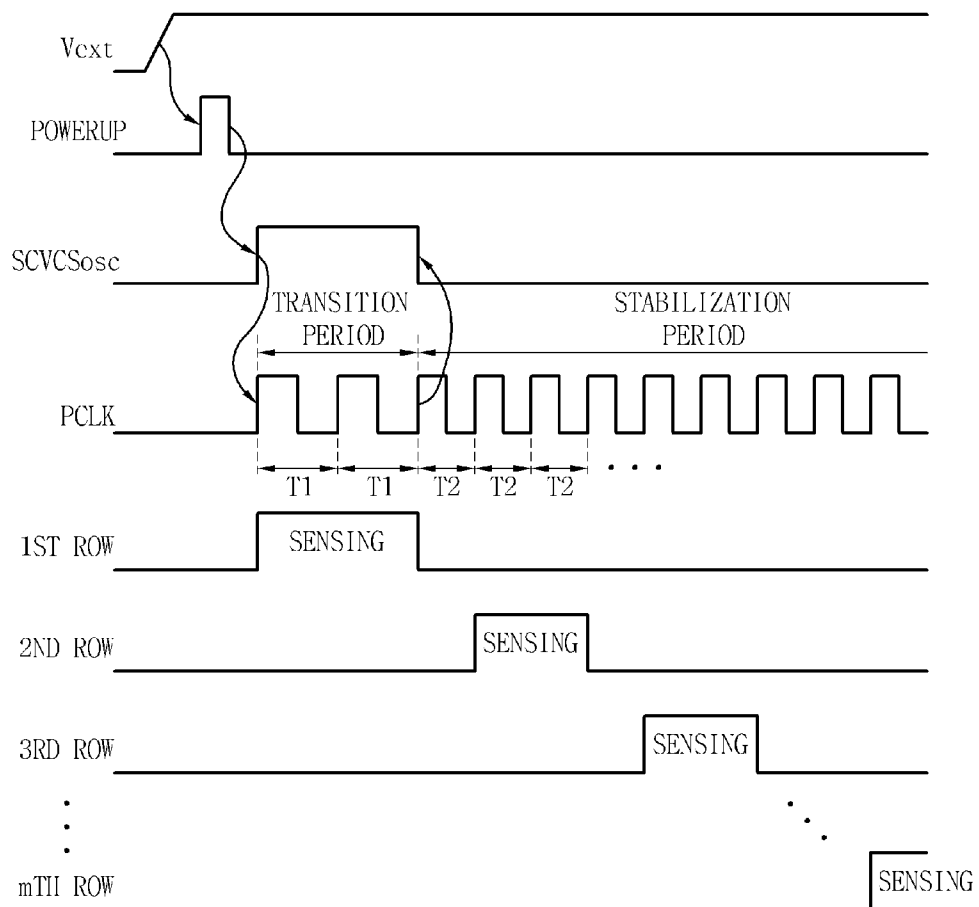 Vext
POWERUP
SCVCSosc
TRANSITION
PERIOD
STABILIZATION
PERIOD
PCLK
T1 T1 T2 T2 T2 . . .
1ST ROW SENSING
2ND ROW SENSING
3RD ROW SENSING
mTH ROW SENSING